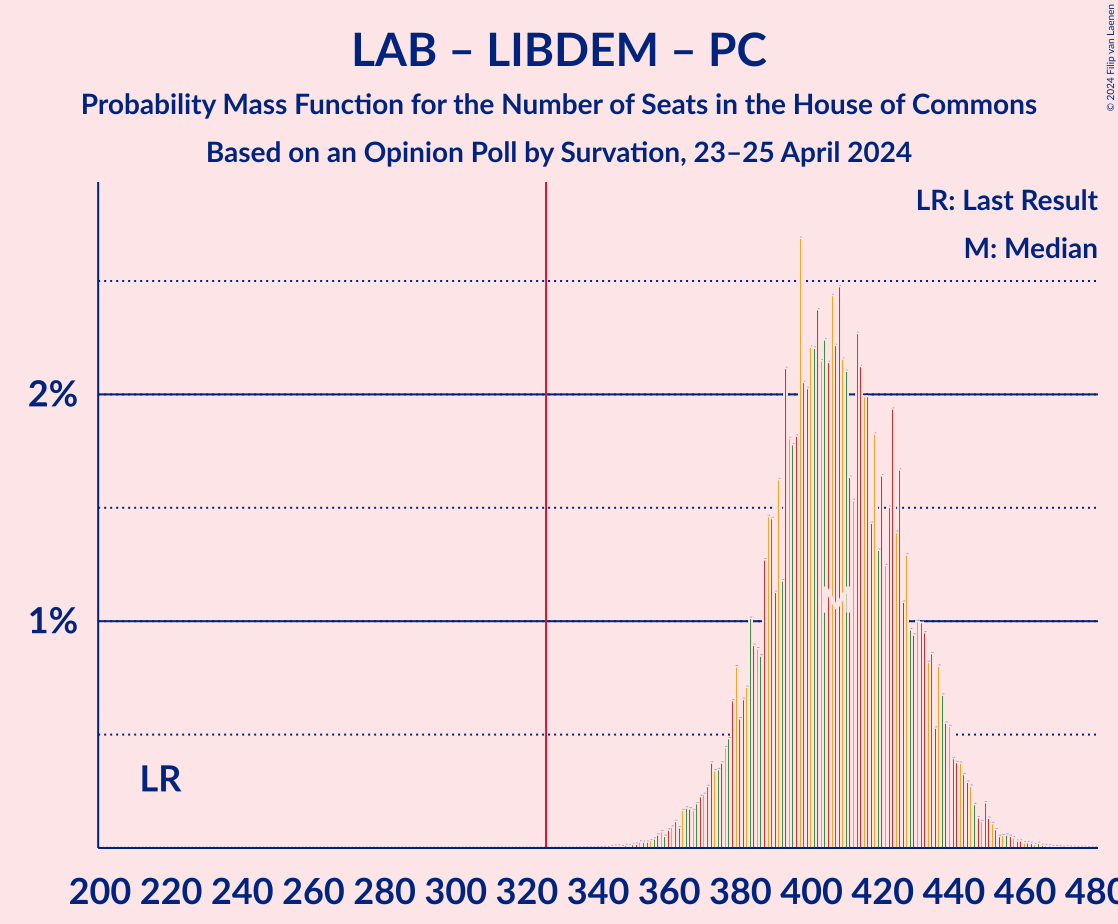 LAB – LIBDEM – PC
Probability Mass Function for the Number of Seats in the House of Commons
Based on an Opinion Poll by Survation, 23–25 April 2024
© 2024 Filip van Laenen
LR: Last Result
M: Median
2%
1%
LR
M
200 220 240 260 280 300 320 340 360 380 400 420 440 460 480